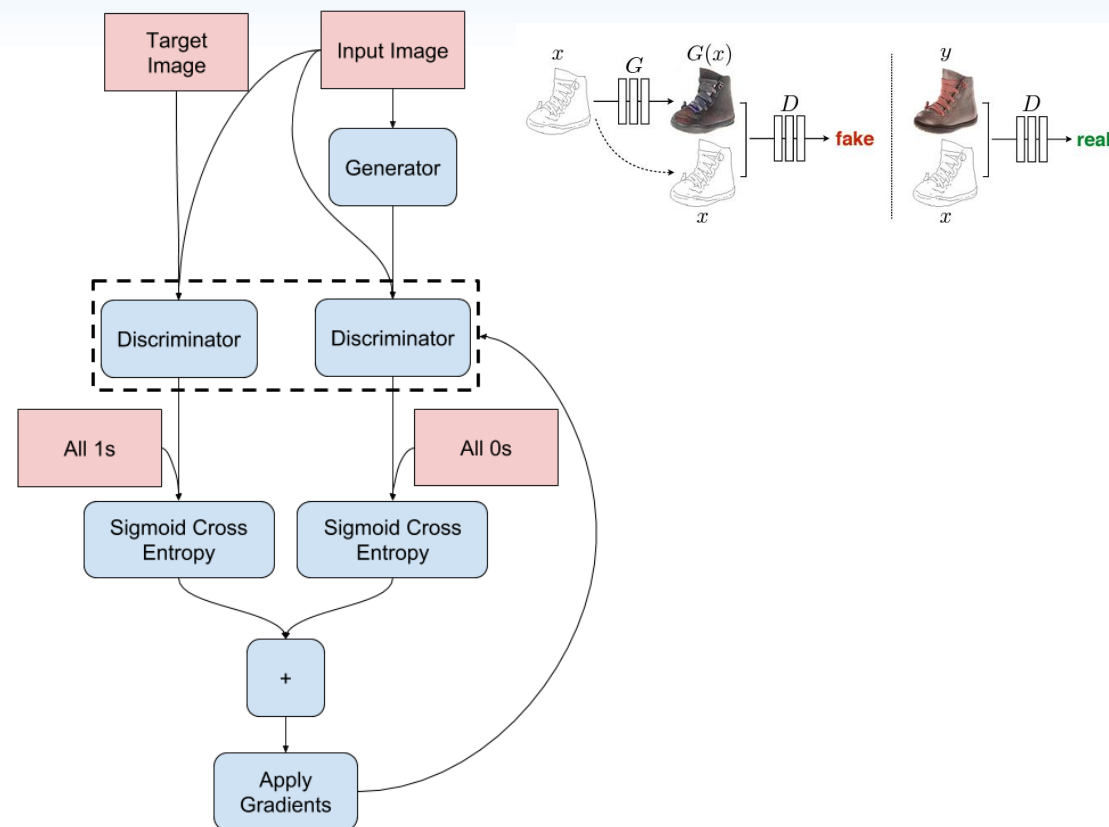 Target
Image
Input Image
Generator
Discriminator
Discriminator
All 1s
All 0s
Sigmoid Cross
Entropy
Sigmoid Cross
Entropy
+
Apply
Gradients
x
G
G(x)
D
fake
x
y
D
real
x